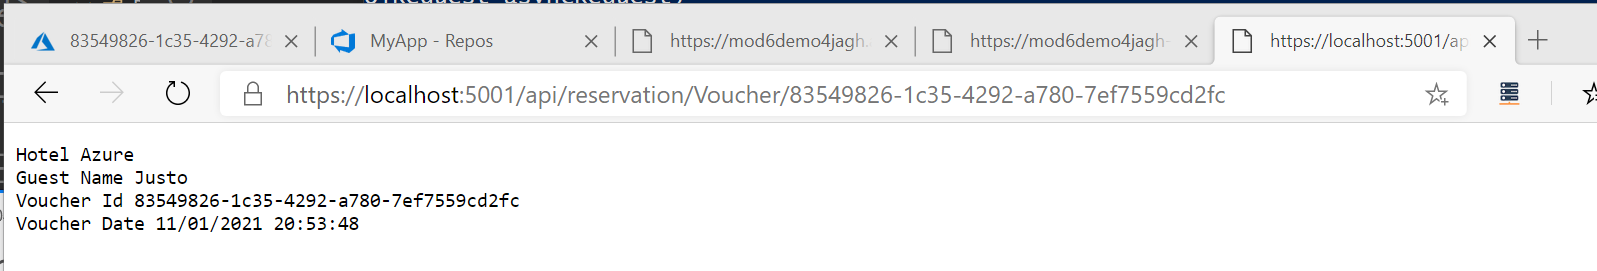 83549826-1c35-4292-a78
MyApp - Repos
https://mod6demo4jagh.
https://mod6demo4jagh-
https://localhost:5001/ap
https://localhost:5001/api/reservation/Voucher/83549826-1c35-4292-a780-7ef7559cd2fc
Hotel Azure
Guest Name Justo
Voucher Id 83549826-1c35-4292-a780-7ef7559cd2fc
Voucher Date 11/01/2021 20:53:48